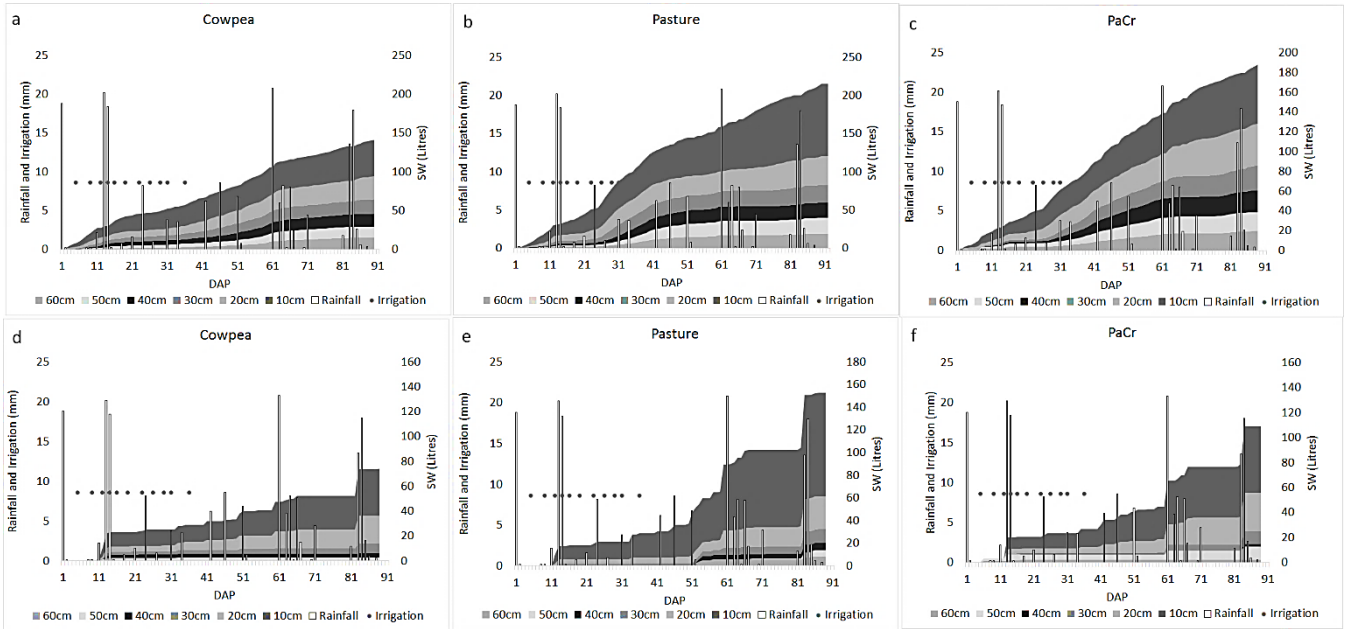 a
Cowpea
Rainfall and Irrigation (mm)
25
20
15
10
5
0
250
200
150
100
50
0
SW (Litres)
1 11 21 31 41 51 61 71 81 91
DAP
60cm 50cm 40cm 30cm 20cm 10cm Rainfall Irrigation
b
Pasture
Rainfall and Irrigation (mm)
25
20
15
10
5
0
250
200
150
100
50
0
SW (Litres)
1 11 21 31 41 51 61 71 81 91
DAP
60cm 50cm 40cm 30cm 20cm 10cm Rainfall Irrigation
c
PaCr
Rainfall and Irrigation (mm)
25
20
15
10
5
0
200
180
160
140
120
100
80
60
40
20
0
SW (Litres)
1 11 21 31 41 51 61 71 81 91
DAP
60cm 50cm 40cm 30cm 20cm 10cm Rainfall Irrigation
d
Cowpea
Rainfall and Irrigation (mm)
25
20
15
10
5
0
160
140
120
100
80
60
40
20
0
SW (Litres)
1 11 21 31 41 51 61 71 81 91
DAP
60cm 50cm 40cm 30cm 20cm 10cm Rainfall Irrigation
e
Pasture
Rainfall and Irrigation (mm)
25
20
15
10
5
0
180
160
140
120
100
80
60
40
20
0
SW (Litres)
1 11 21 31 41 51 61 71 81 91
DAP
60cm 50cm 40cm 30cm 20cm 10cm Rainfall Irrigation
f
PaCr
Rainfall and Irrigation (mm)
25
20
15
10
5
0
160
140
120
100
80
60
40
20
0
SW (Litres)
1 11 21 31 41 51 61 71 81 91
DAP
60cm 50cm 40cm 30cm 20cm 10cm Rainfall Irrigation